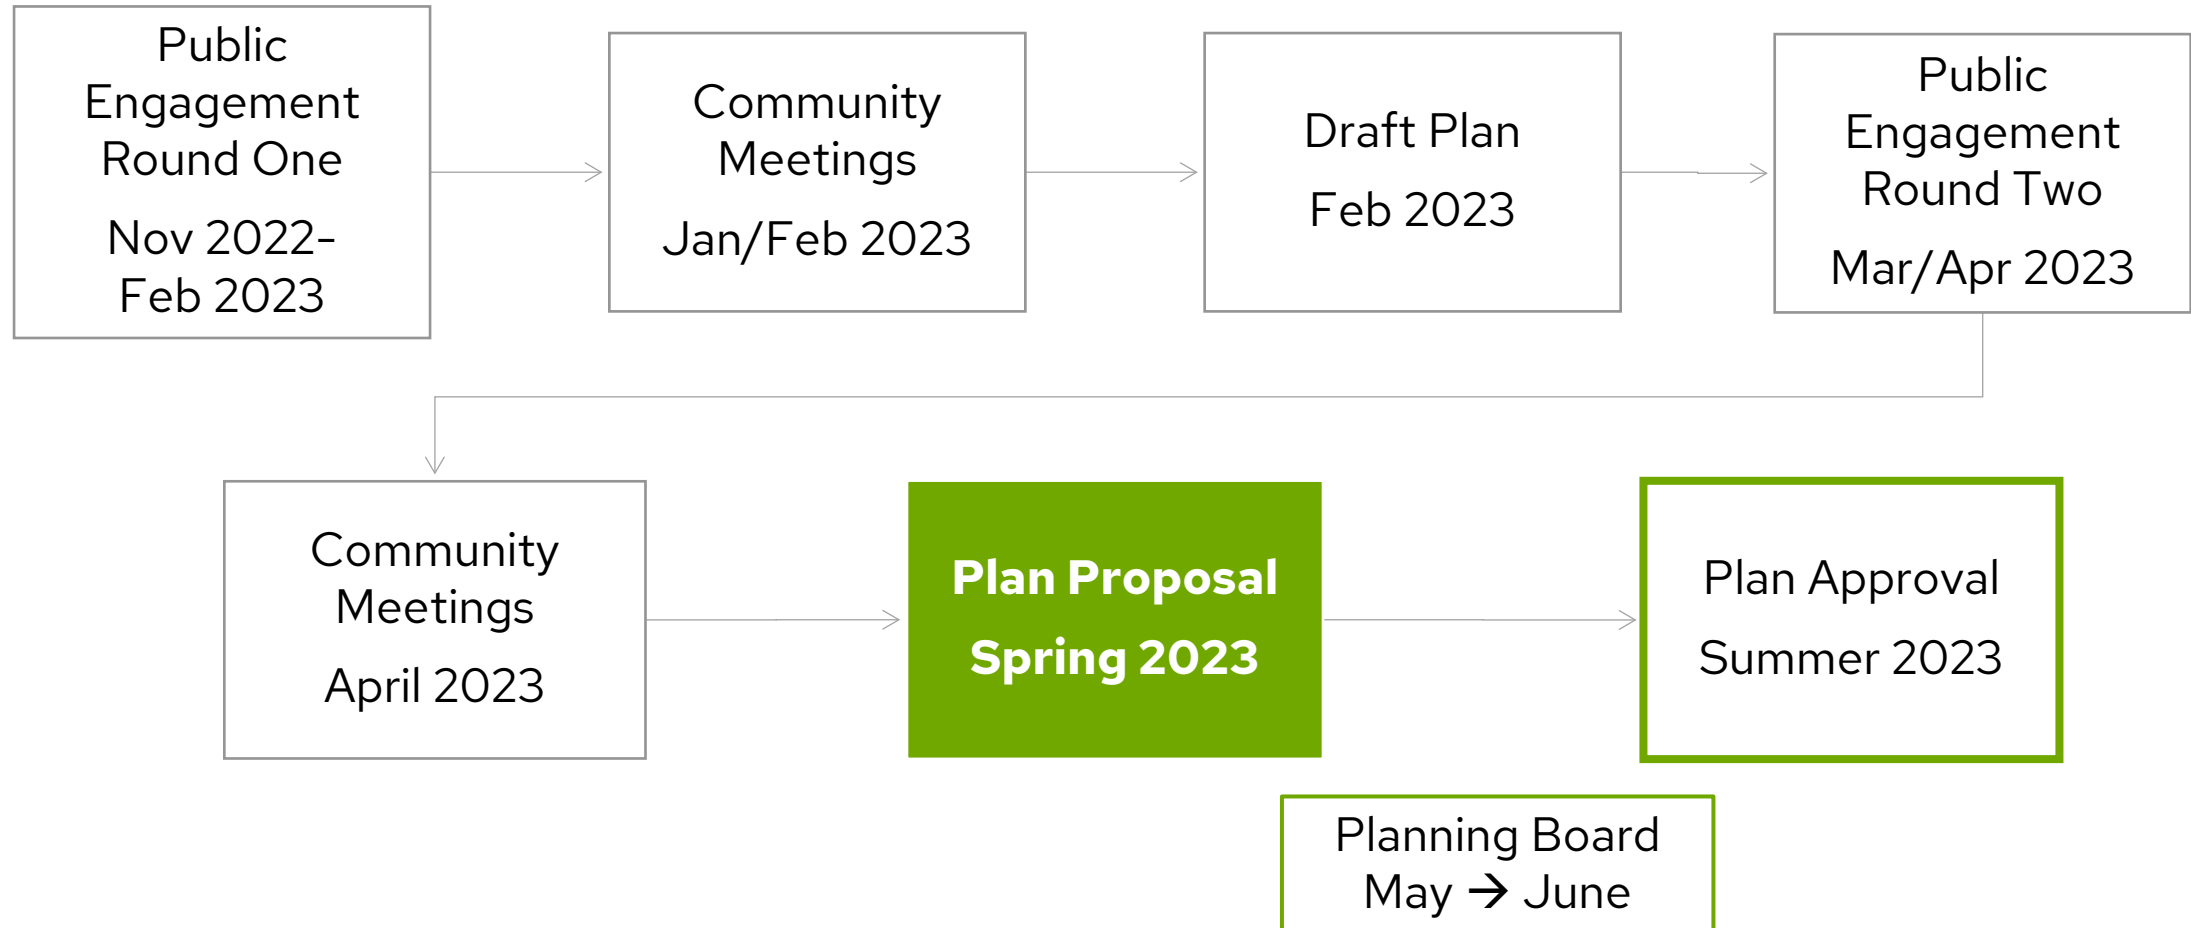 Public
Engagement
Round One
Nov 2022-
Feb 2023
Community
Meetings
Jan/Feb 2023
Draft Plan
Feb 2023
Public
Engagement
Round Two
Mar/Apr 2023
Community
Meetings
April 2023
Plan Proposal
Spring 2023
Plan Approval
Summer 2023
Planning Board
May → June